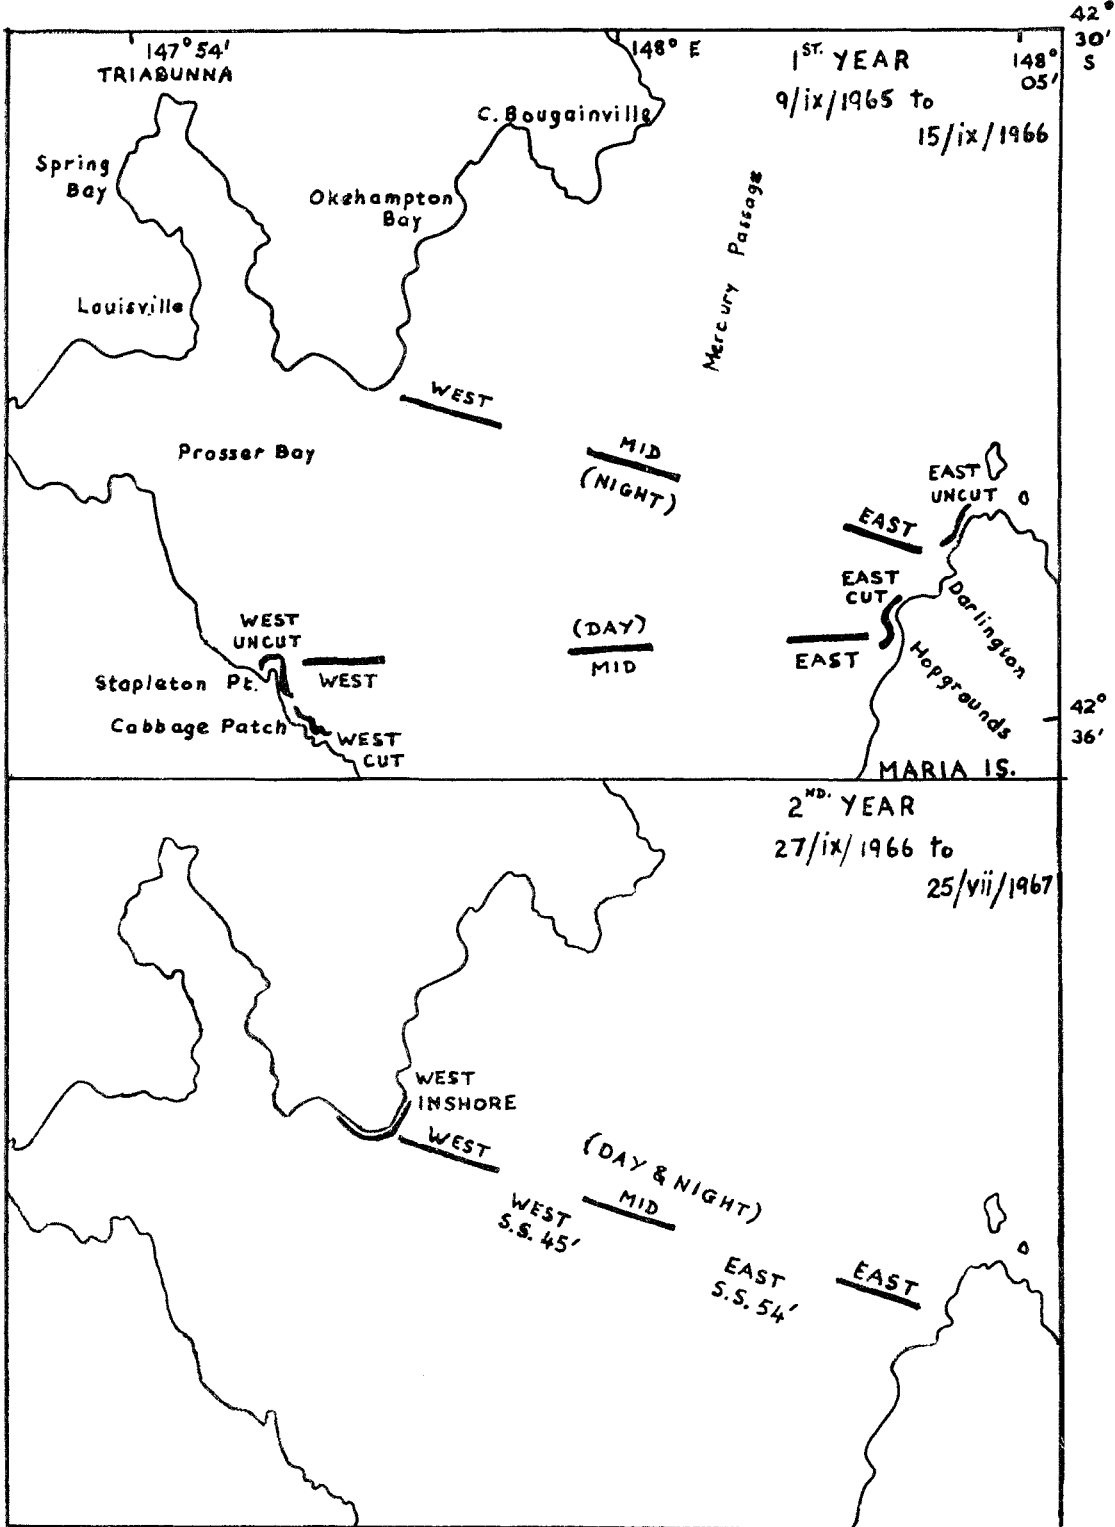 42°
30'
S
147° 54'
TRIABUNNA
148° E
148°
05'
1ST. YEAR
9/ix/1965 to
15/ix/1966
C. Bougainville
Spring
Bay
Okehampton
Bay
Mercury Passage
Louisville
WEST
MID
(NIGHT)
Prosser Bay
EAST
UNCUT
EAST
EAST
CUT
Darlington
Hopgrounds
WEST
UNCUT
(DAY)
MID
EAST
WEST
Stapleton Pt.
Cabbage Patch
WEST
CUT
42°
36'
MARIA IS.
2ND. YEAR
27/ix/1966 to
25/vii/1967
WEST
INSHORE
WEST
(DAY & NIGHT)
MID
WEST
S.S. 45'
EAST
S.S. 54'
EAST